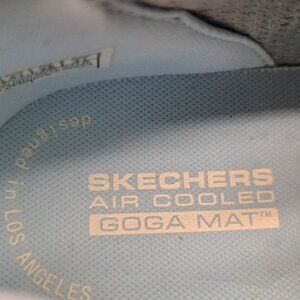 SKECHERS
AIR COOLED
GOGA MAT™
designed in LOS ANGELES